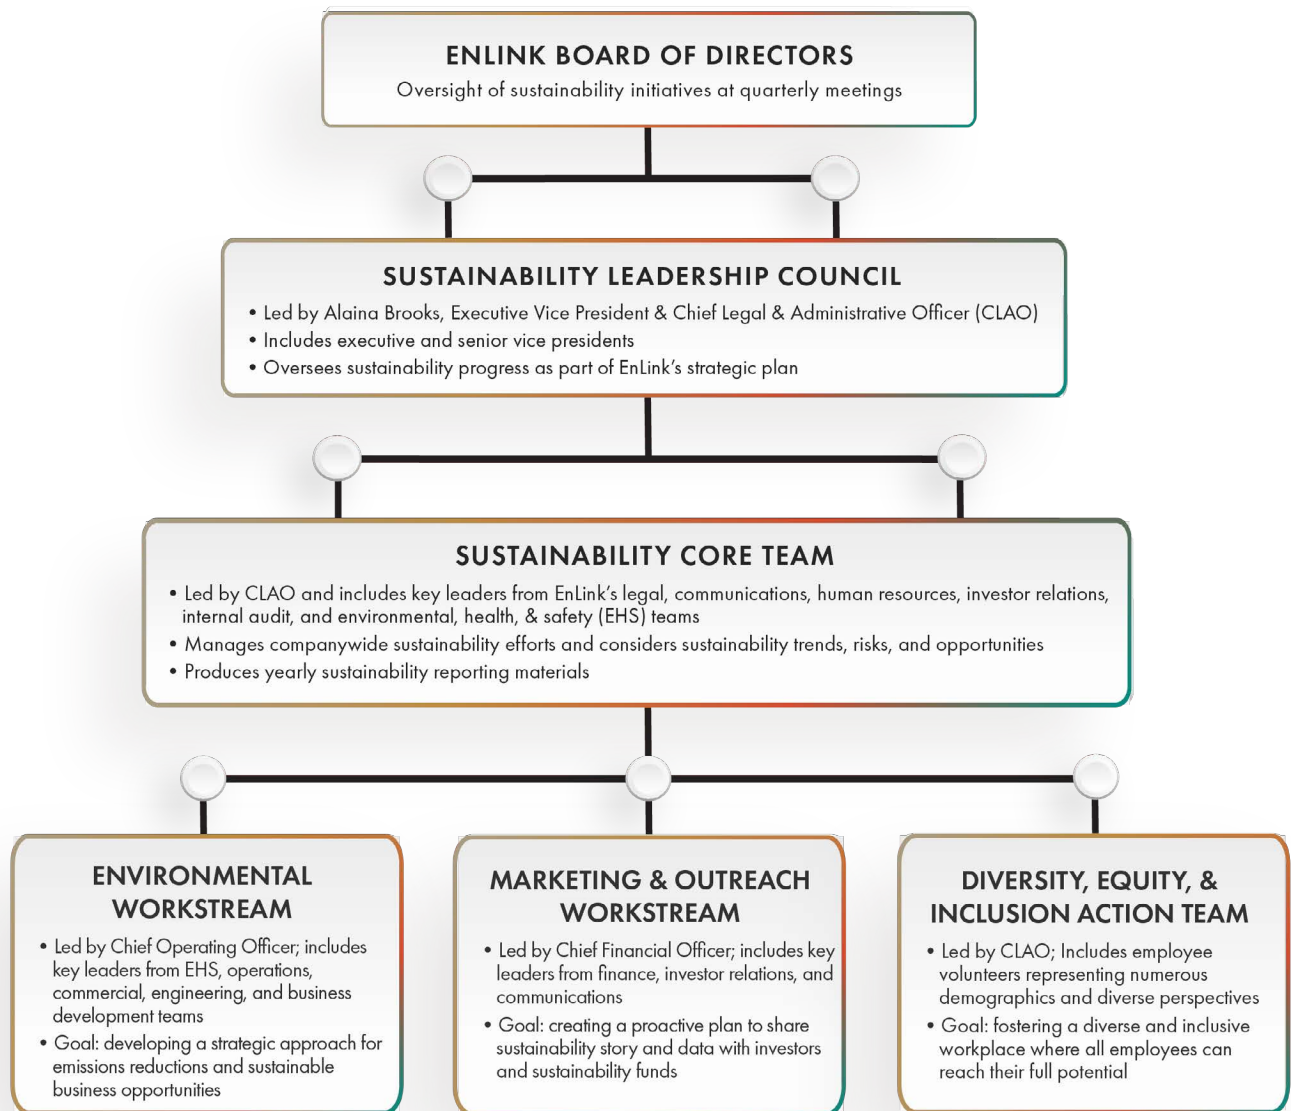 ENLINK BOARD OF DIRECTORS
Oversight of sustainability initiatives at quarterly meetings
SUSTAINABILITY LEADERSHIP COUNCIL
• Led by Alaina Brooks, Executive Vice President & Chief Legal & Administrative Officer (CLAO)
• Includes executive and senior vice presidents
• Oversees sustainability progress as part of EnLink's strategic plan
SUSTAINABILITY CORE TEAM
• Led by CLAO and includes key leaders from EnLink's legal, communications, human resources, investor relations,
internal audit, and environmental, health, & safety (EHS) teams
• Manages companywide sustainability efforts and considers sustainability trends, risks, and opportunities
• Produces yearly sustainability reporting materials
ENVIRONMENTAL
WORKSTREAM
• Led by Chief Operating Officer; includes
key leaders from EHS, operations,
commercial, engineering, and business
development teams
• Goal: developing a strategic approach for
emissions reductions and sustainable
business opportunities
MARKETING & OUTREACH
WORKSTREAM
• Led by Chief Financial Officer; includes key
leaders from finance, investor relations, and
communications
• Goal: creating a proactive plan to share
sustainability story and data with investors
and sustainability funds
DIVERSITY, EQUITY, &
INCLUSION ACTION TEAM
• Led by CLAO; Includes employee
volunteers representing numerous
demographics and diverse perspectives
• Goal: fostering a diverse and inclusive
workplace where all employees can
reach their full potential